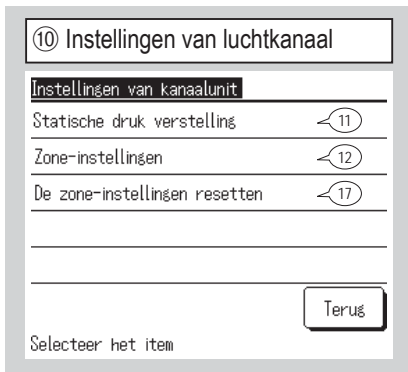 ⑩ Instellingen van luchtkanaal
Instellingen van kanaalunit
Statische druk verstelling 11
Zone-instellingen 12
De zone-instellingen resetten 17
Terug
Selecteer het item